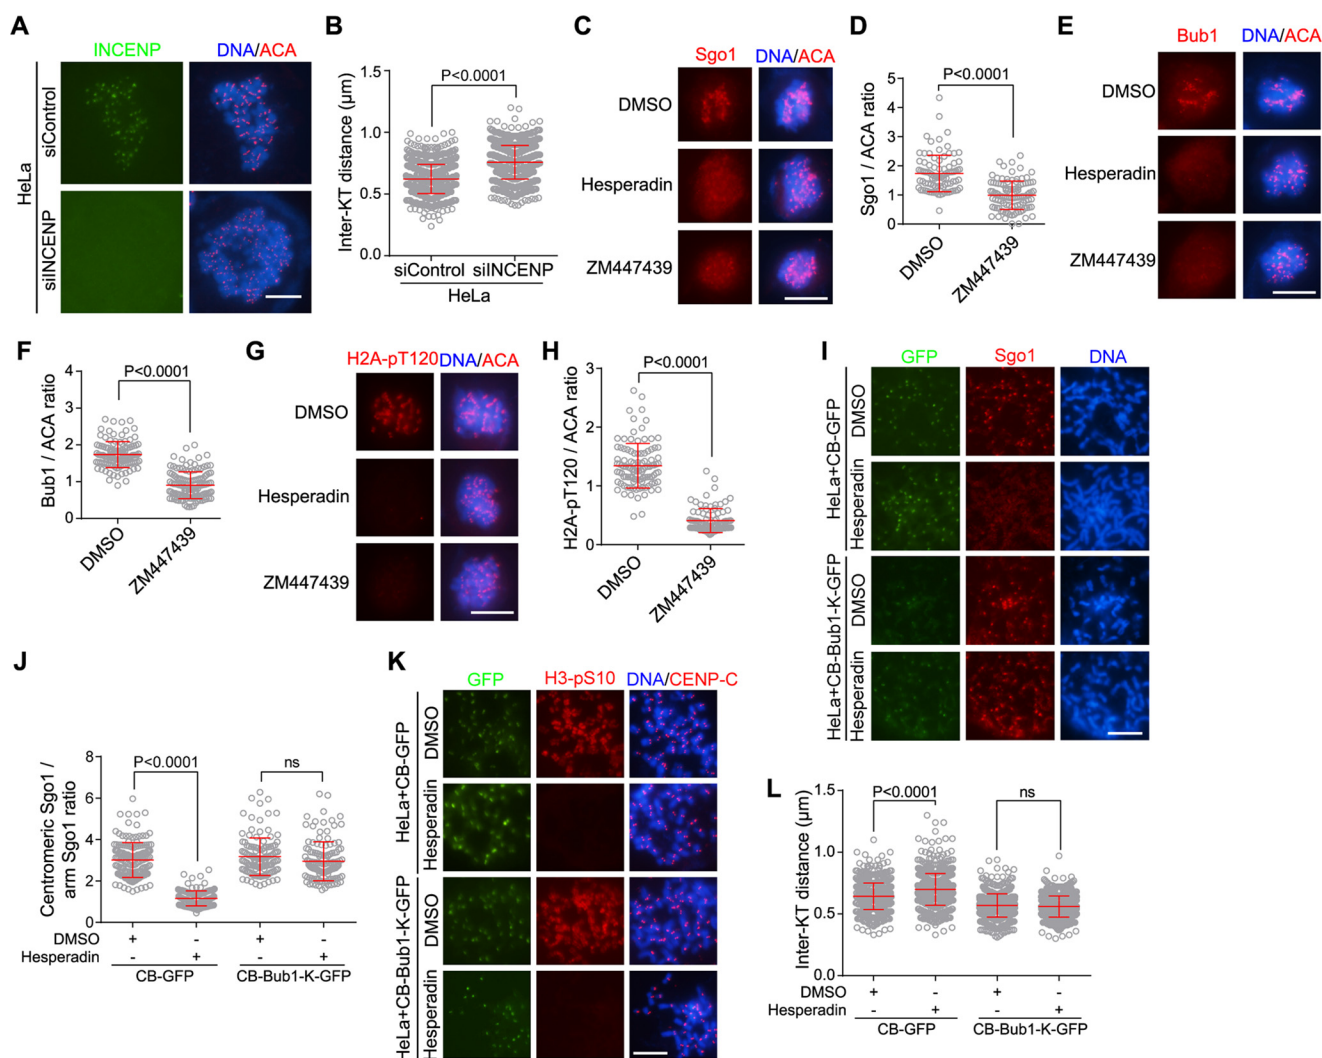 A
INCENP DNA/ACA
HeLa
siControl
siINCENP
B
Inter-KT distance (μm)
1.5
1.0
0.5
0.0
P<0.0001
siControl siINCENP
HeLa
C
Sgo1 DNA/ACA
DMSO
Hesperadin
ZM447439
D
Sgo1 / ACA ratio
5
4
3
2
1
0
P<0.0001
DMSO
ZM447439
E
Bub1 DNA/ACA
DMSO
Hesperadin
ZM447439
F
Bub1 / ACA ratio
4
3
2
1
0
P<0.0001
DMSO
ZM447439
G
H2A-pT120 DNA/ACA
DMSO
Hesperadin
ZM447439
H
H2A-pT120 / ACA ratio
3
2
1
0
P<0.0001
DMSO
ZM447439
I
GFP Sgo1 DNA
HeLa+CB-GFP
DMSO
Hesperadin
HeLa+CB-Bub1-K-GFP
DMSO
Hesperadin
J
Centromeric Sgo1 /
arm Sgo1 ratio
8
6
4
2
0
P<0.0001 ns
DMSO + - + -
Hesperadin - + - +
CB-GFP CB-Bub1-K-GFP
K
GFP H3-pS10 DNA/CENP-C
HeLa+CB-GFP
DMSO
Hesperadin
HeLa+CB-Bub1-K-GFP
DMSO
Hesperadin
L
Inter-KT distance (μm)
1.5
1.0
0.5
0.0
P<0.0001 ns
DMSO + - + -
Hesperadin - + - +
CB-GFP CB-Bub1-K-GFP